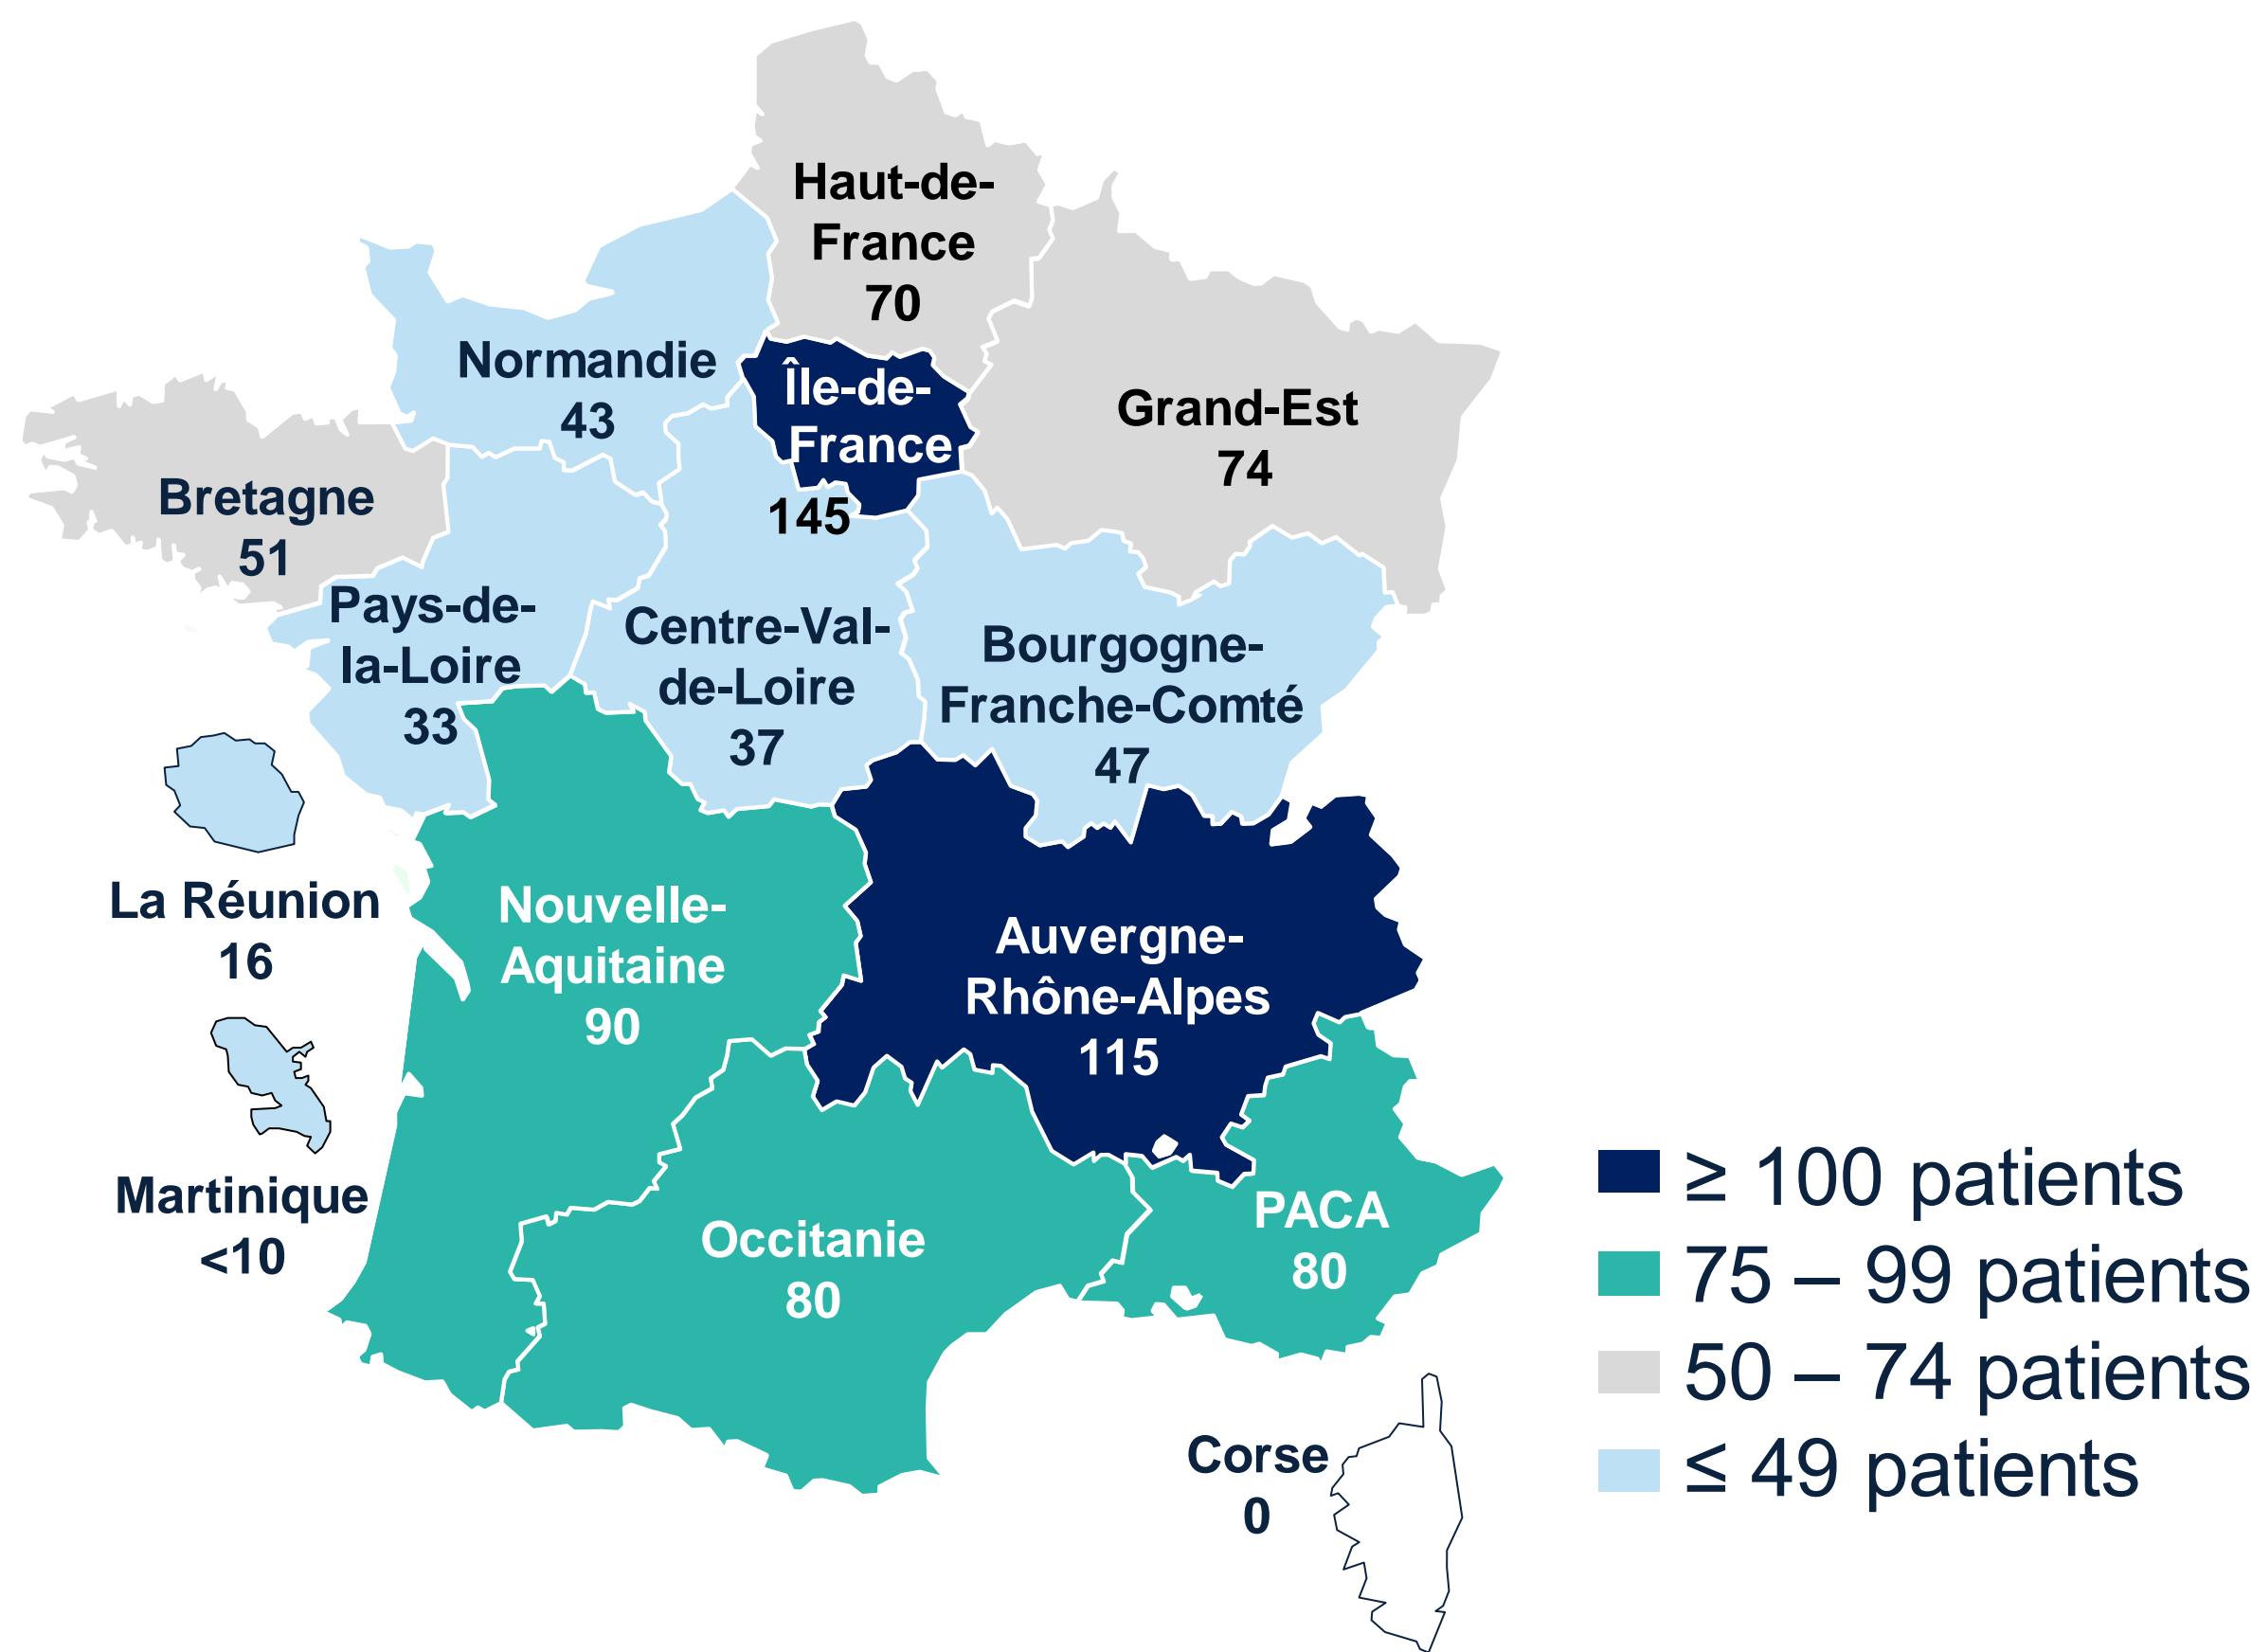 Haut-de-
France
70
Normandie
43
Île-de-
France
145
Grand-Est
74
Bretagne
51
Pays-de-
la-Loire
33
Centre-Val-
de-Loire
37
Bourgogne-
Franche-Comté
47
La Réunion
16
Nouvelle-
Aquitaine
90
Auvergne-
Rhône-Alpes
115
Martinique
<10
Occitanie
80
PACA
80
Corse
0
≥ 100 patients
75 – 99 patients
50 – 74 patients
≤ 49 patients